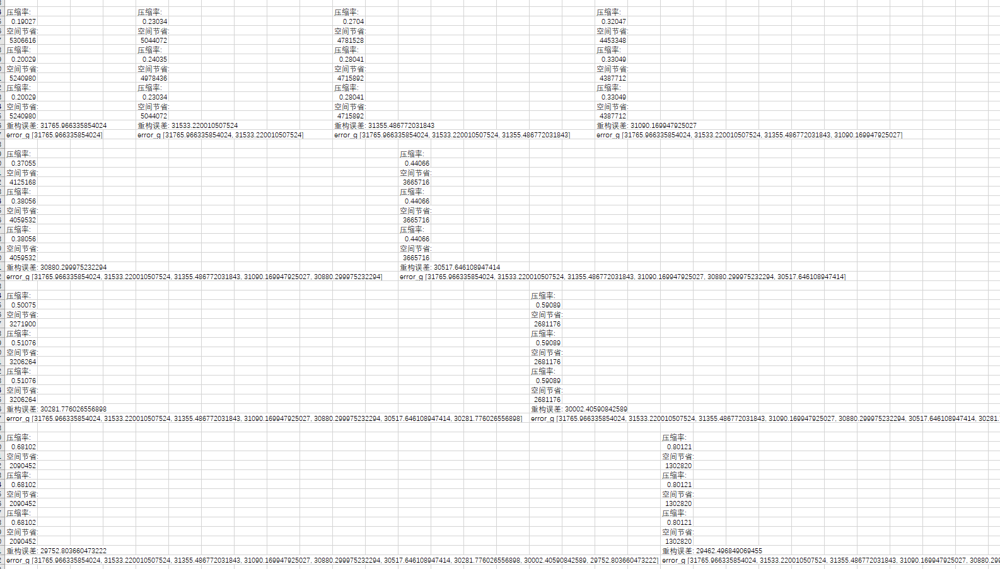 压缩率:
0.19027
空间节省:
5306616
压缩率:
0.20029
空间节省:
5240980
压缩率:
0.20029
空间节省:
5240980
重构误差: 31765.966335854024
error_g [31765.966335854024]
压缩率:
0.23034
空间节省:
5044072
压缩率:
0.24035
空间节省:
4978436
压缩率:
0.23034
空间节省:
5044072
重构误差: 31533.220010507524
error_g [31765.966335854024, 31533.220010507524]
压缩率:
0.2704
空间节省:
4781528
压缩率:
0.28041
空间节省:
4715892
压缩率:
0.28041
空间节省:
4715892
重构误差: 31355.486772031843
error_g [31765.966335854024, 31533.220010507524, 31355.486772031843]
压缩率:
0.32047
空间节省:
4453348
压缩率:
0.33049
空间节省:
4387712
压缩率:
0.33049
空间节省:
4387712
重构误差: 31090.169947925027
error_g [31765.966335854024, 31533.220010507524, 31355.486772031843, 31090.169947925027]
压缩率:
0.37055
空间节省:
4125168
压缩率:
0.38056
空间节省:
4059532
压缩率:
0.38056
空间节省:
4059532
重构误差: 30880.299975232294
error_g [31765.966335854024, 31533.220010507524, 31355.486772031843, 31090.169947925027, 30880.299975232294]
压缩率:
0.44066
空间节省:
3665716
压缩率:
0.44066
空间节省:
3665716
压缩率:
0.44066
空间节省:
3665716
重构误差: 30517.646108947414
error_g [31765.966335854024, 31533.220010507524, 31355.486772031843, 31090.169947925027, 30880.299975232294, 30517.646108947414]
压缩率:
0.50075
空间节省:
3271900
压缩率:
0.51076
空间节省:
3206264
压缩率:
0.51076
空间节省:
3206264
重构误差: 30281.776026556898
error_g [31765.966335854024, 31533.220010507524, 31355.486772031843, 31090.169947925027, 30880.299975232294, 30517.646108947414, 30281.776026556898]
压缩率:
0.59089
空间节省:
2681176
压缩率:
0.59089
空间节省:
2681176
压缩率:
0.59089
空间节省:
2681176
重构误差: 30002.40590842589
error_g [31765.966335854024, 31533.220010507524, 31355.486772031843, 31090.169947925027, 30880.299975232294, 30517.646108947414, 30281.
压缩率:
0.68102
空间节省:
2090452
压缩率:
0.68102
空间节省:
2090452
压缩率:
0.68102
空间节省:
2090452
重构误差: 29752.803660473222
error_g [31765.966335854024, 31533.220010507524, 31355.486772031843, 31090.169947925027, 30880.299975232294, 30517.646108947414, 30281.776026556898, 30002.40590842589, 29752.803660473222]
压缩率:
0.80121
空间节省:
1302820
压缩率:
0.80121
空间节省:
1302820
压缩率:
0.80121
空间节省:
1302820
重构误差: 29462.496849069455
error_g [31765.966335854024, 31533.220010507524, 31355.486772031843, 31090.169947925027, 30880.299